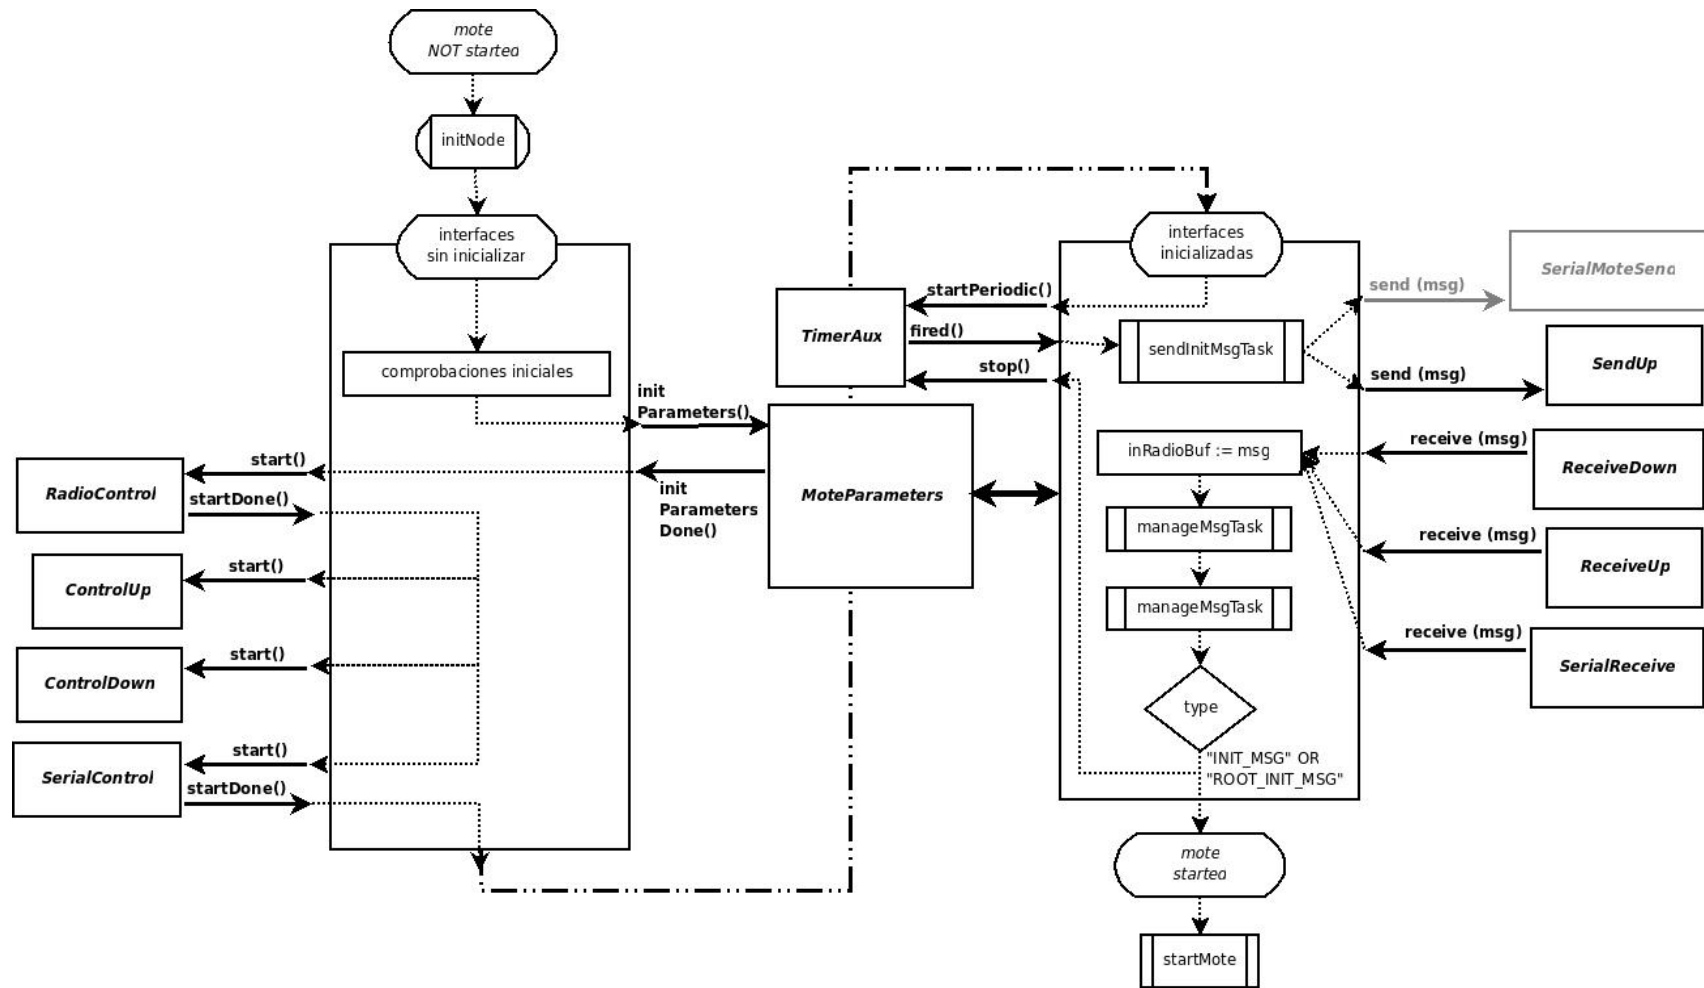 mote
NOT started
initNode
interfaces
sin inicializar
comprobaciones iniciales
init
Parameters()
init
Parameters
Done()
start()
RadioControl
startDone()
start()
ControlUp
start()
ControlDown
start()
SerialControl
startDone()
TimerAux
MoteParameters
startPeriodic()
fired()
stop()
interfaces
inicializadas
sendInitMsgTask
send (msg)
SerialMoteSend
send (msg)
SendUp
inRadioBuf := msg
receive (msg)
ReceiveDown
manageMsgTask
receive (msg)
ReceiveUp
manageMsgTask
receive (msg)
SerialReceive
type
"INIT_MSG" OR
"ROOT_INIT_MSG"
mote
started
startMote